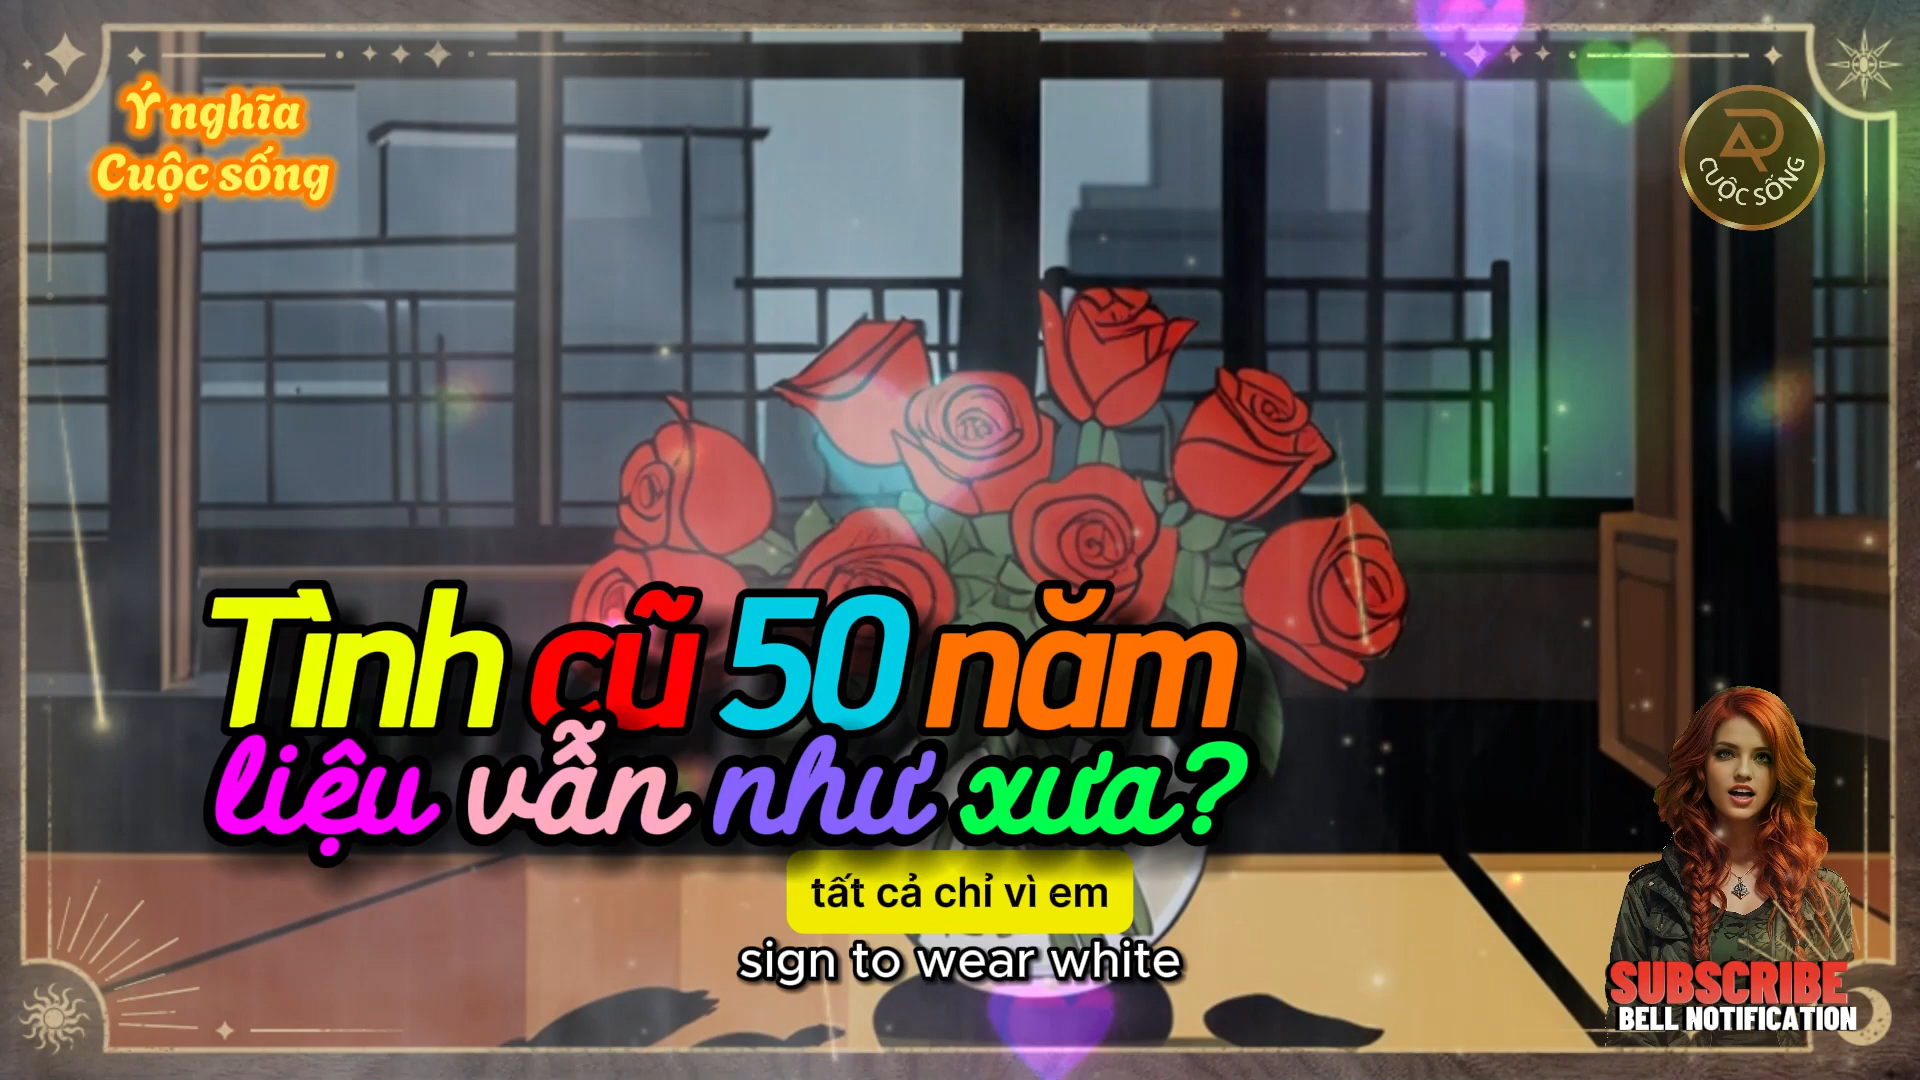 Ý nghĩa
Cuộc sống
CUỘC SỐNG
Tình cũ 50 năm
liệu vẫn như xưa?
tất cả chỉ vì em
sign to wear white
SUBSCRIBE
BELL NOTIFICATION